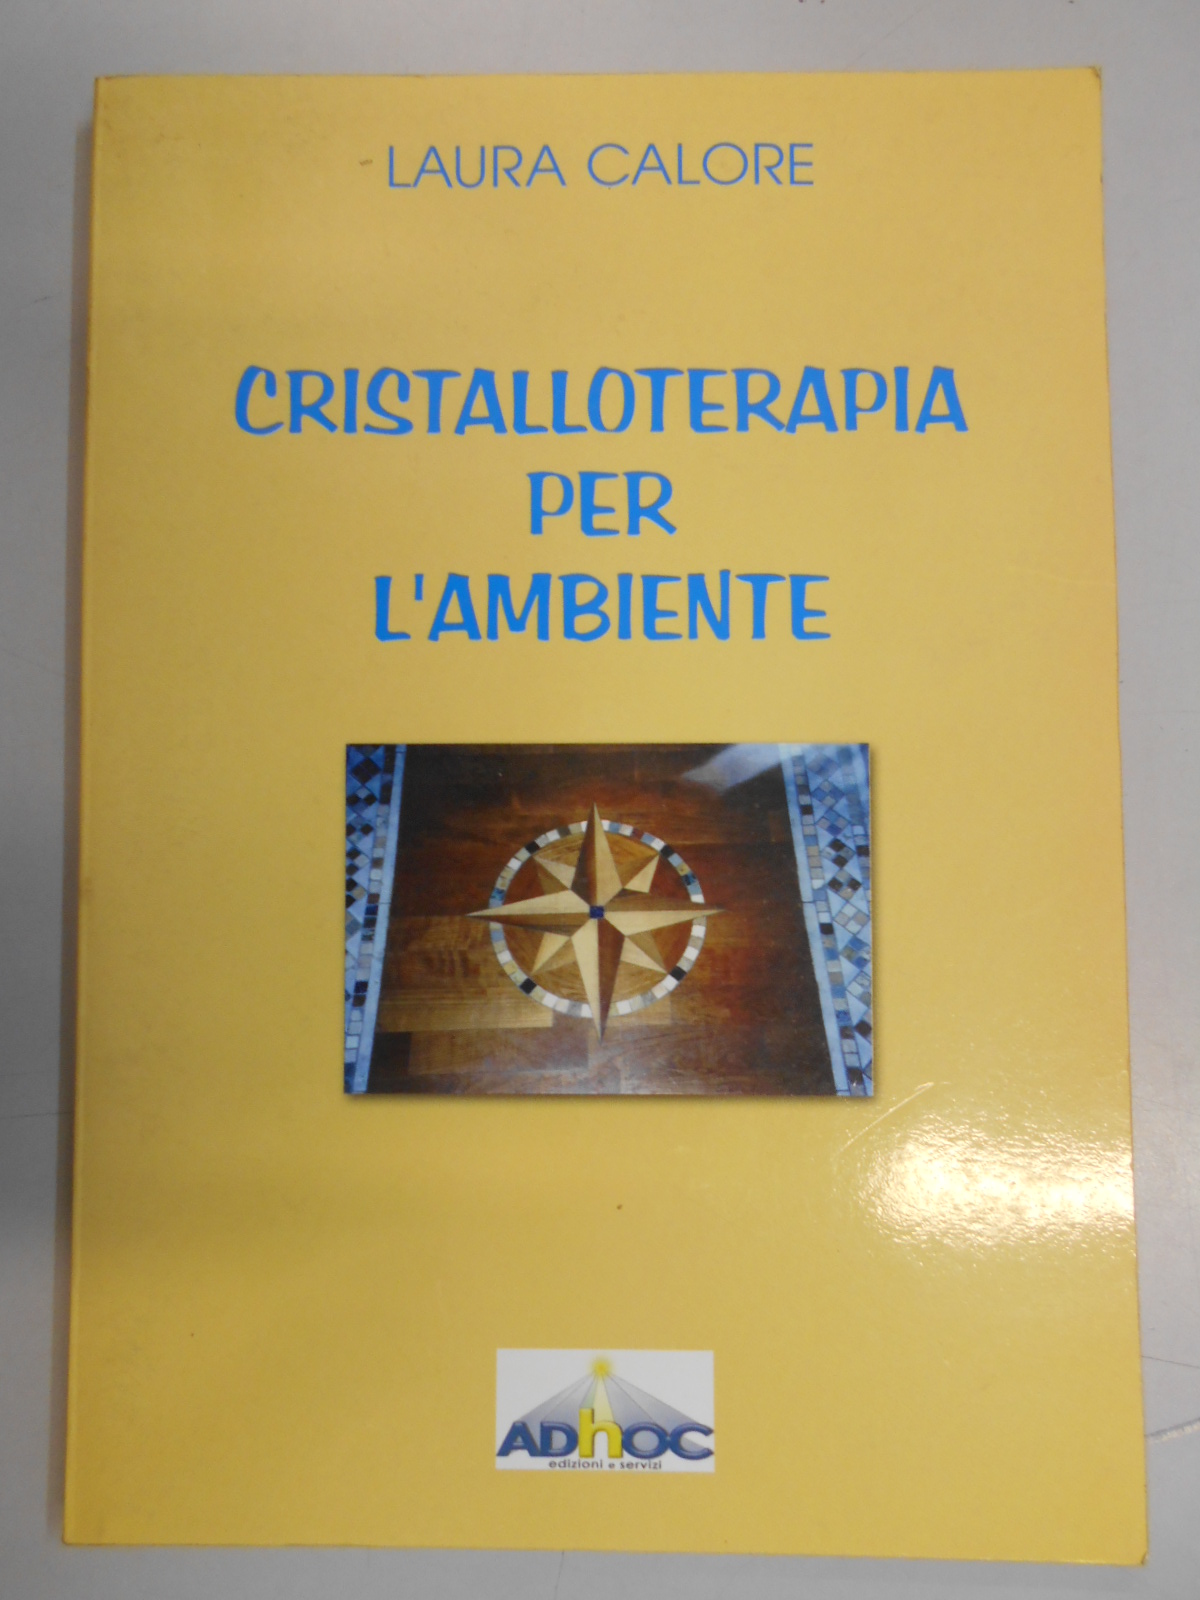 LAURA CALORE
CRISTALLOTERAPIA
PER
L'AMBIENTE
ADhOC
edizioni e servizi